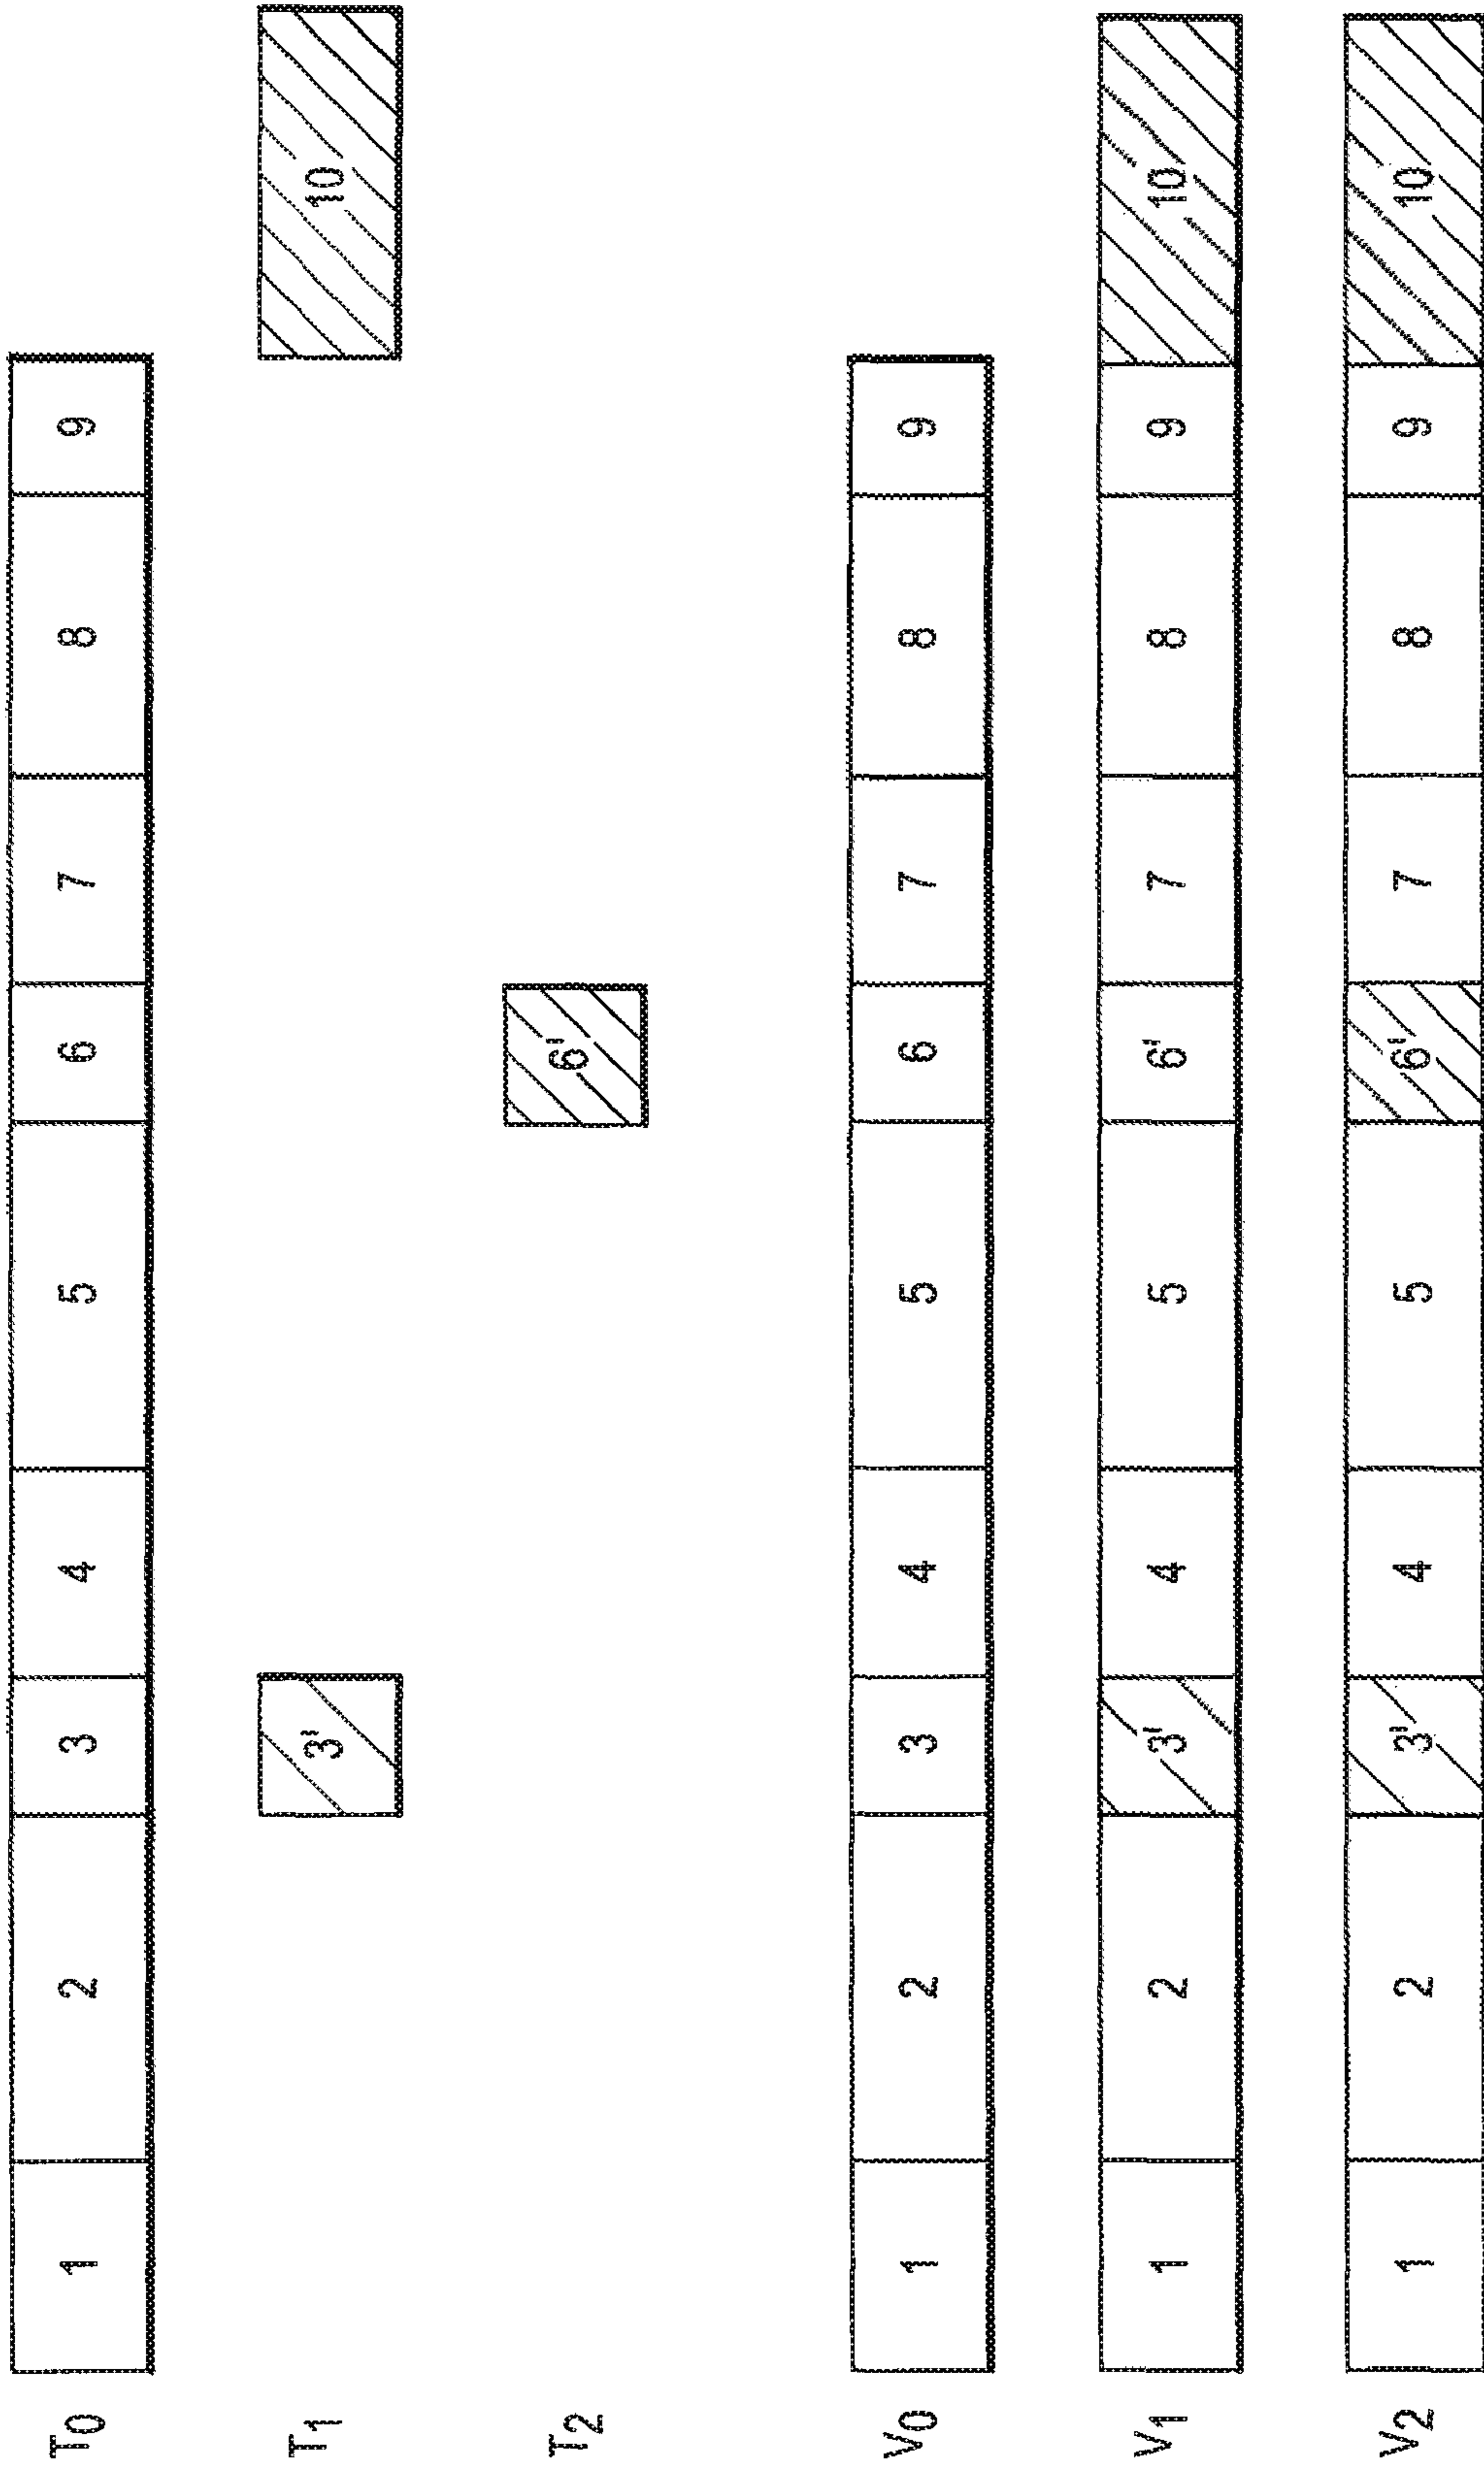 T0 1 2 3 4 5 6 7 8 9
T1 3' 10
T2 6'
V0 1 2 3 4 5 6 7 8 9
V1 1 2 3' 4 5 6' 7 8 9 10
V2 1 2 3' 4 5 6' 7 8 9 10